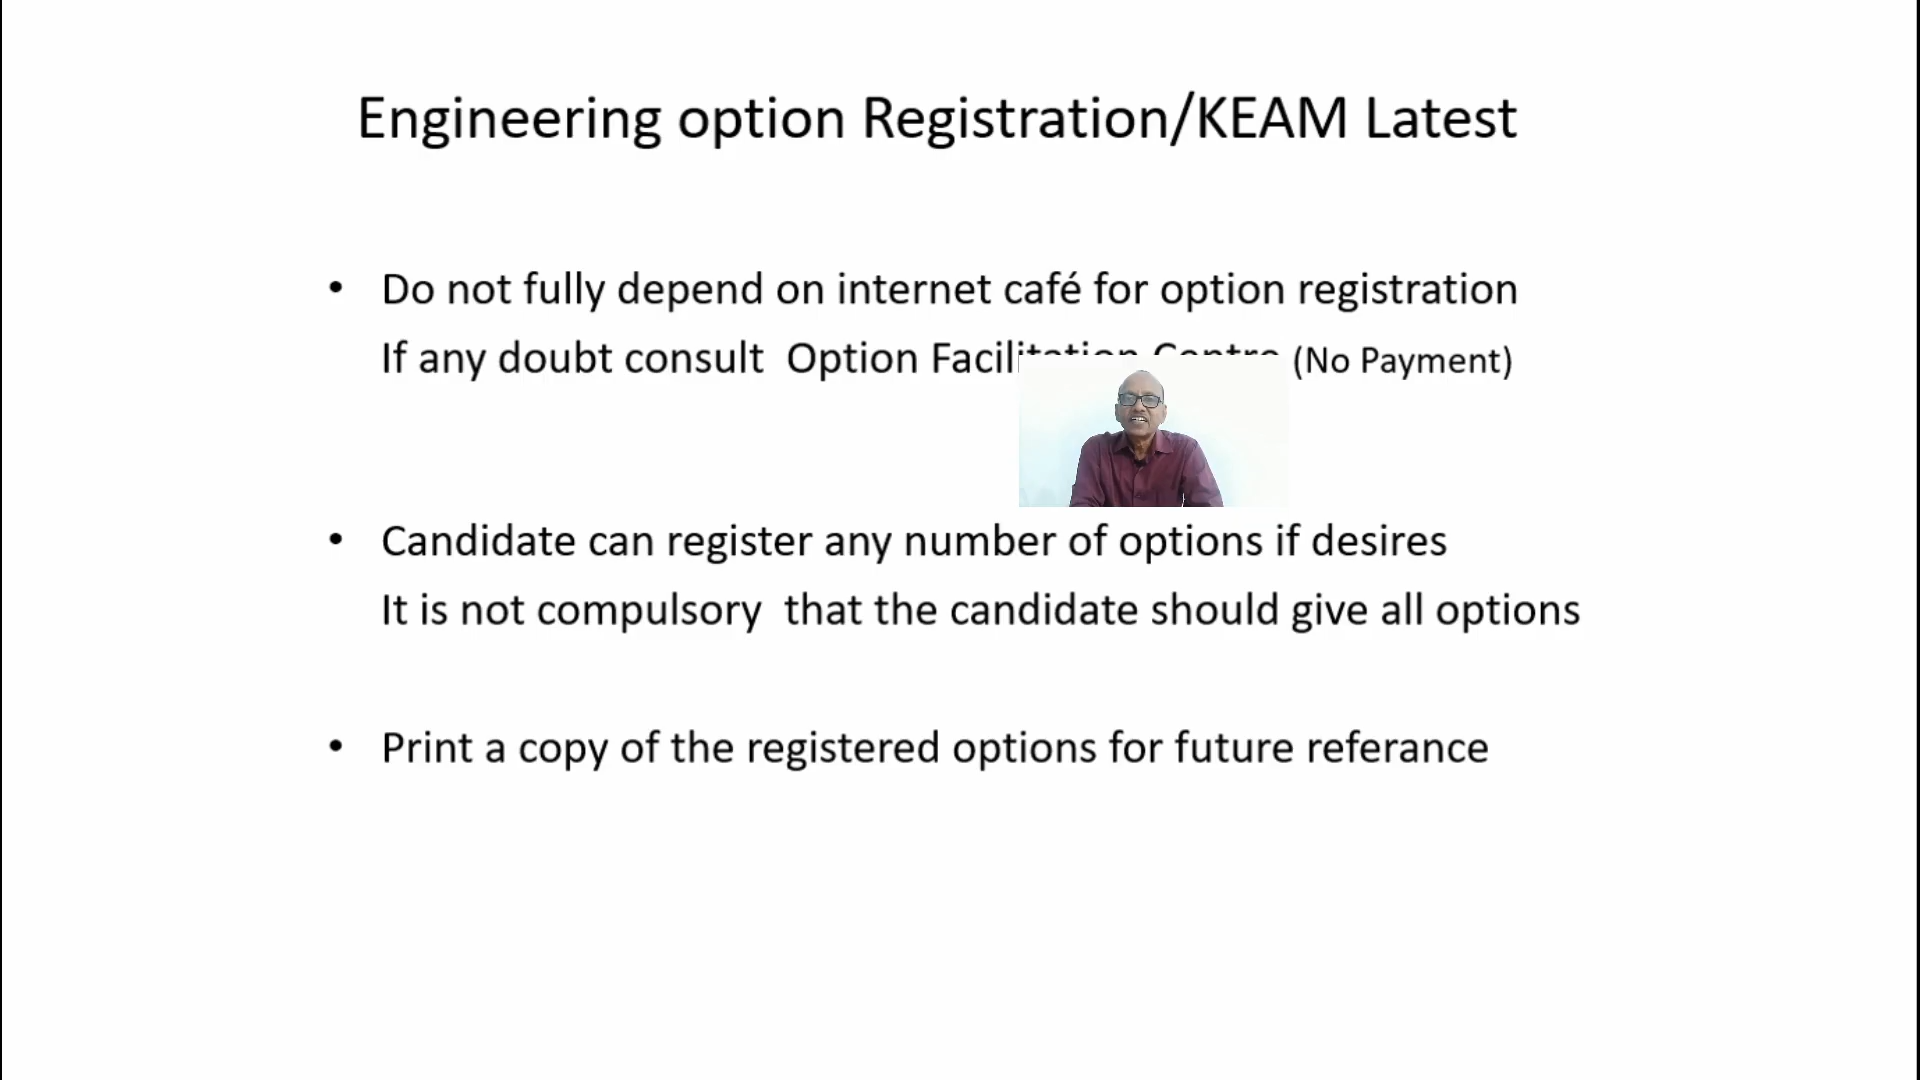 Engineering option Registration/KEAM Latest
• Do not fully depend on internet café for option registration
If any doubt consult Option Facilitation Centre (No Payment)
• Candidate can register any number of options if desires
It is not compulsory that the candidate should give all options
• Print a copy of the registered options for future referance